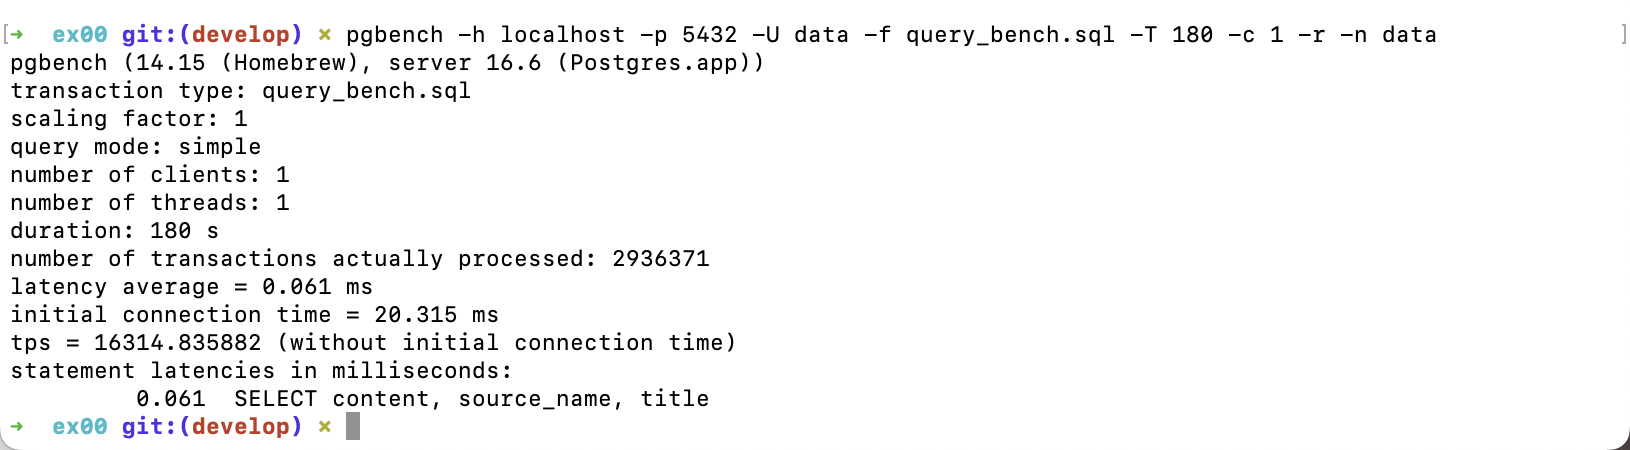 [➜  ex00 git:(develop) ✗ pgbench -h localhost -p 5432 -U data -f query_bench.sql -T 180 -c 1 -r -n data ]
pgbench (14.15 (Homebrew), server 16.6 (Postgres.app))
transaction type: query_bench.sql
scaling factor: 1
query mode: simple
number of clients: 1
number of threads: 1
duration: 180 s
number of transactions actually processed: 2936371
latency average = 0.061 ms
initial connection time = 20.315 ms
tps = 16314.835882 (without initial connection time)
statement latencies in milliseconds:
         0.061  SELECT content, source_name, title
➜  ex00 git:(develop) ✗